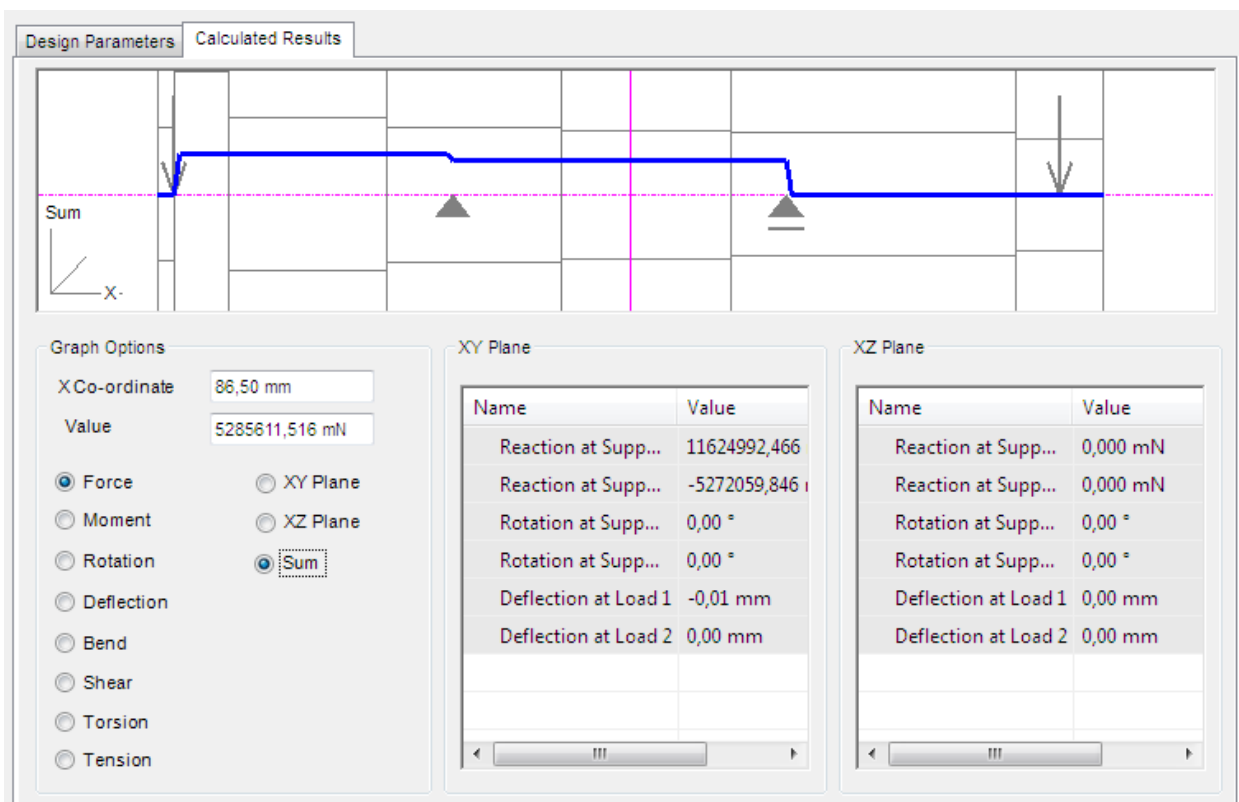 Design Parameters Calculated Results
Sum
X-
Graph Options
X Co-ordinate 86,50 mm
Value 5285611,516 mN
Force XY Plane
Moment XZ Plane
Rotation Sum
Deflection
Bend
Shear
Torsion
Tension
XY Plane
Name Value
Reaction at Supp... 11624992,466
Reaction at Supp... -5272059,846
Rotation at Supp... 0,00 °
Rotation at Supp... 0,00 °
Deflection at Load 1 -0,01 mm
Deflection at Load 2 0,00 mm
XZ Plane
Name Value
Reaction at Supp... 0,000 mN
Reaction at Supp... 0,000 mN
Rotation at Supp... 0,00 °
Rotation at Supp... 0,00 °
Deflection at Load 1 0,00 mm
Deflection at Load 2 0,00 mm